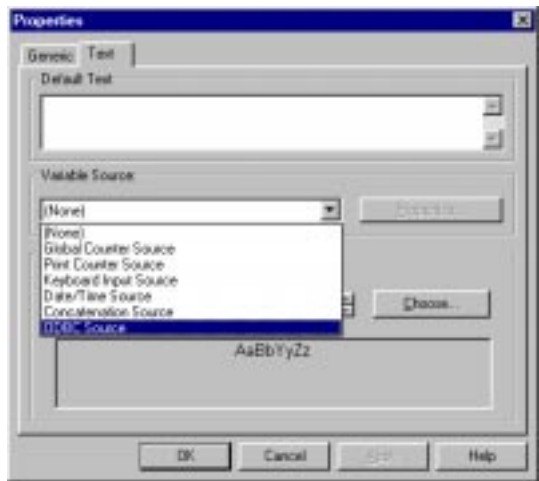 Properties
Generic Text
Default Text
Variable Source:
(None)
(None)
Global Counter Source
Print Counter Source
Keyboard Input Source
Date/Time Source
Concatenation Source
ODBC Source
Choose...
AaBbYyZz
OK Cancel Apply Help